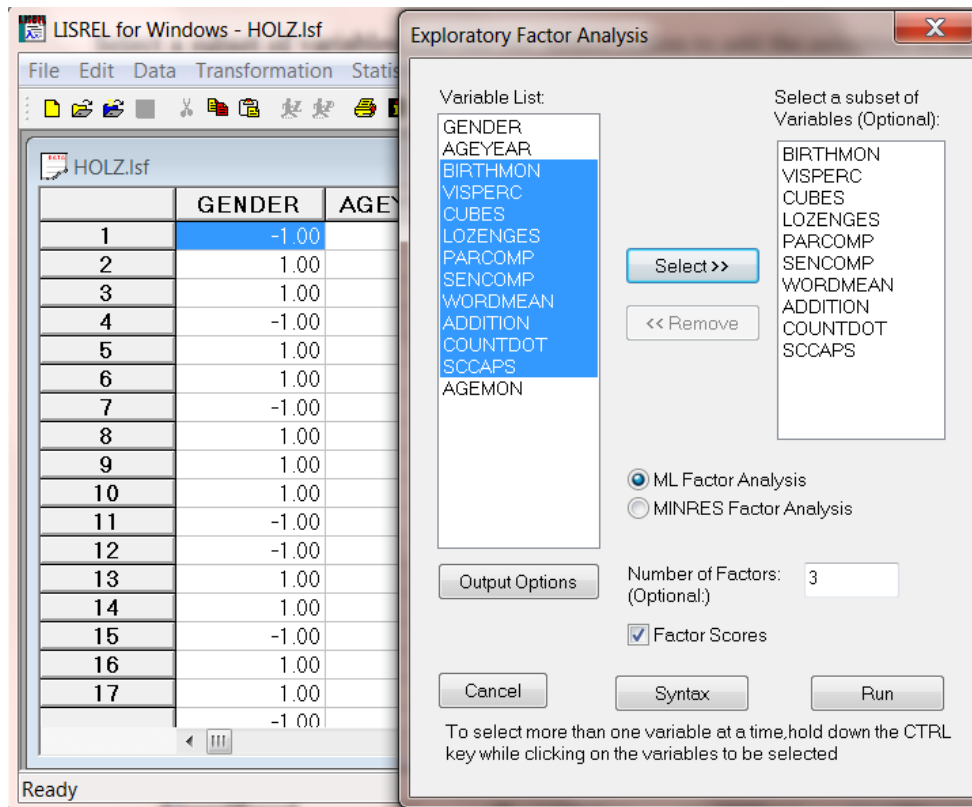 LISREL for Windows - HOLZ.lsf
File Edit Data Transformation Statis
HOLZ.lsf
GENDER AGEY
1 -1.00
2 1.00
3 1.00
4 -1.00
5 1.00
6 1.00
7 -1.00
8 1.00
9 1.00
10 1.00
11 -1.00
12 -1.00
13 1.00
14 1.00
15 -1.00
16 1.00
17 1.00
-1.00
Ready
Exploratory Factor Analysis
Variable List:
GENDER
AGEYEAR
BIRTHMON
VISPERC
CUBES
LOZENGES
PARCOMP
SENCOMP
WORDMEAN
ADDITION
COUNTDOT
SCCAPS
AGEMON
Select >>
<< Remove
Select a subset of
Variables (Optional):
BIRTHMON
VISPERC
CUBES
LOZENGES
PARCOMP
SENCOMP
WORDMEAN
ADDITION
COUNTDOT
SCCAPS
ML Factor Analysis
MINRES Factor Analysis
Output Options
Number of Factors: 3
(Optional:)
Factor Scores
Cancel Syntax Run
To select more than one variable at a time,hold down the CTRL
key while clicking on the variables to be selected